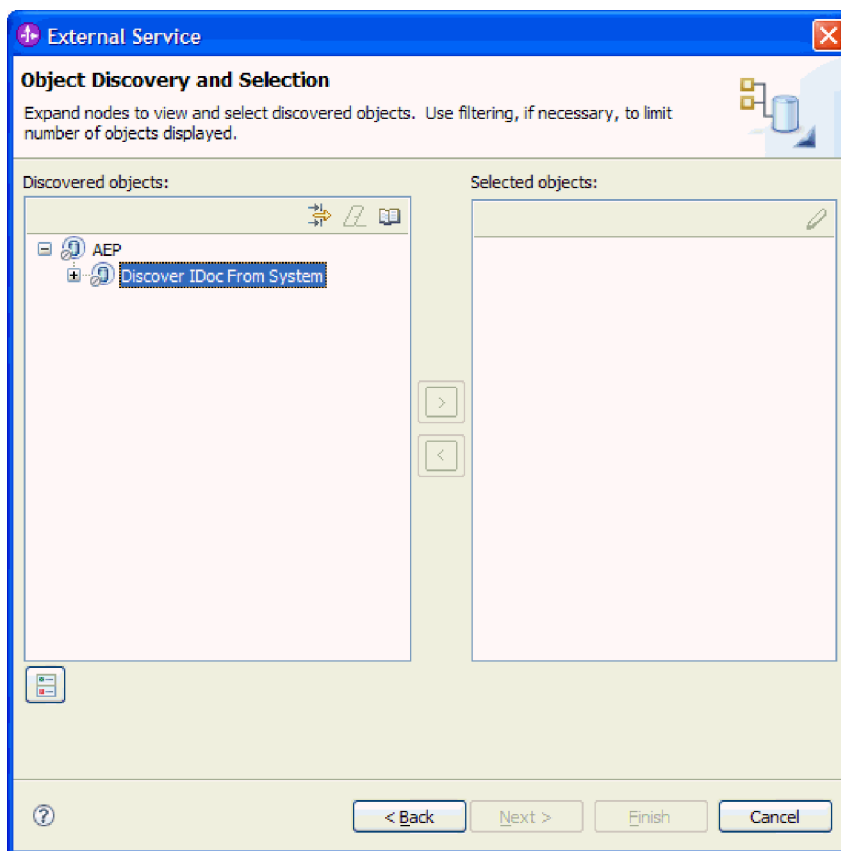 External Service
Object Discovery and Selection
Expand nodes to view and select discovered objects. Use filtering, if necessary, to limit
number of objects displayed.
Discovered objects:
Selected objects:
AEP
Discover IDoc From System
>
<
< Back
Next >
Finish
Cancel